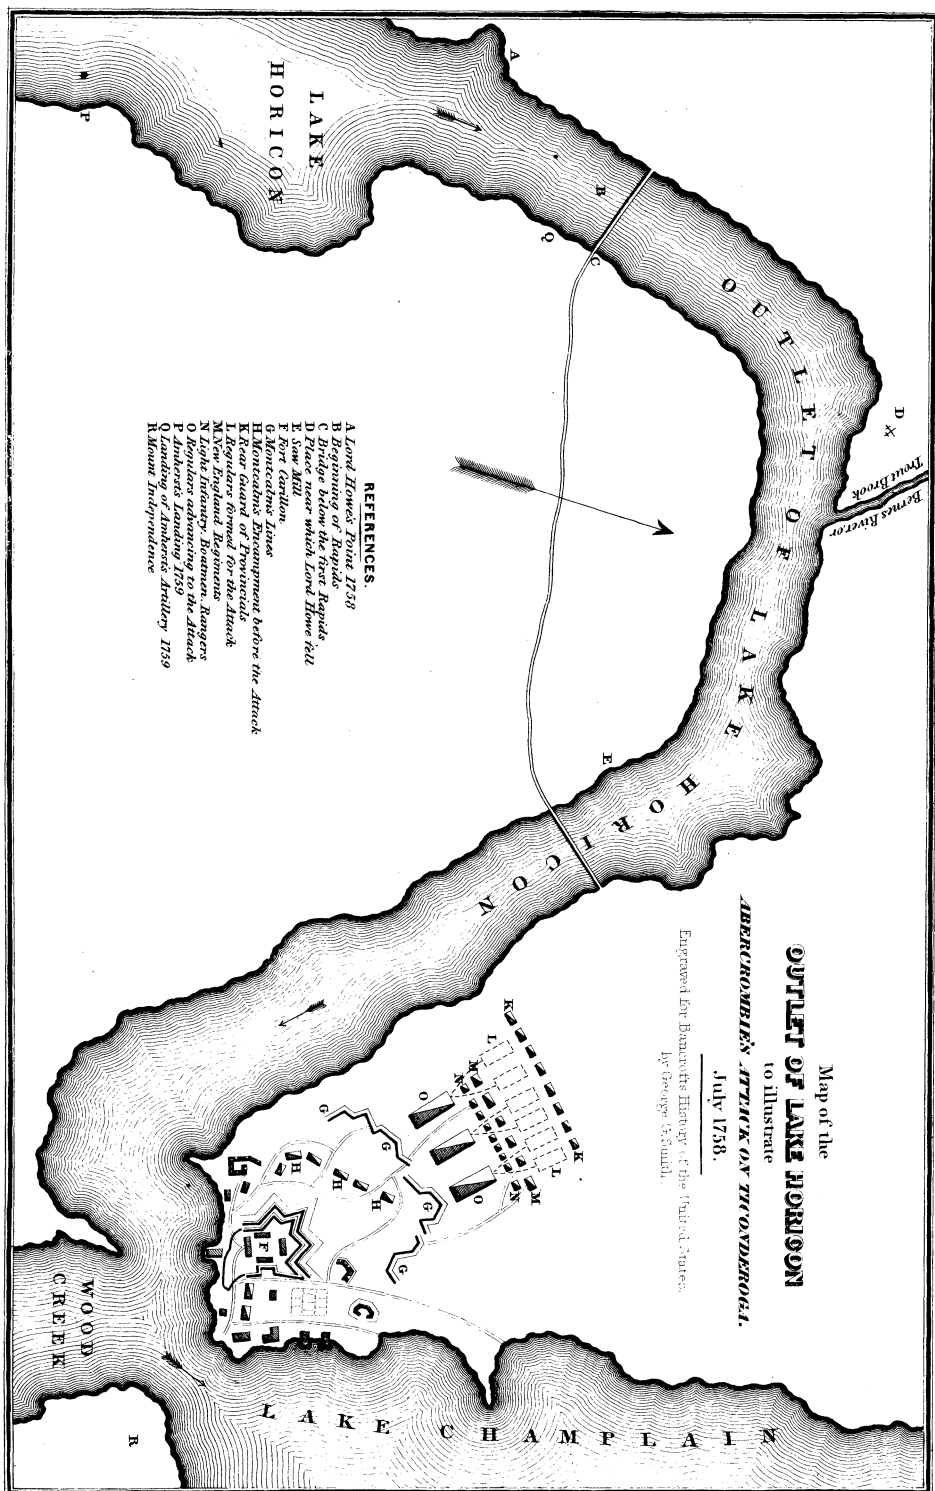 Map of the
OUTLET OF LAKE HORICON
to illustrate
ABERCROMBIE'S ATTACK ON TICONDEROGA.
July 1758.
Engraved for Bancrofts History of the United States.
by George G. Smith.
REFERENCES.
A Lord Howe's Point 1758
B Beginning of Rapids
C Bridge below the first Rapids
D Place near which Lord Howe fell
E Saw Mill
F Fort Carillon
G Montcalm's Lines
H Montcalm's Encampment before the Attack
K Rear Guard of Provincials
L Regulars formed for the Attack
M New England Regiments
N Light Infantry, Boatmen, Rangers
O Regulars advancing to the Attack
P Amherst's Landing 1759
Q Landing of Amherst's Artillery 1759
R Mount Independence
LAKE
HORICON
OUTLET OF LAKE HORICON
Bernes River, or
Trout Brook
WOOD
CREEK
LAKE CHAMPLAIN
A
B
C
D
E
F
G
G
G
G
H
H
H
K
K
L
L
M
M
N
N
O
O
P
Q
R